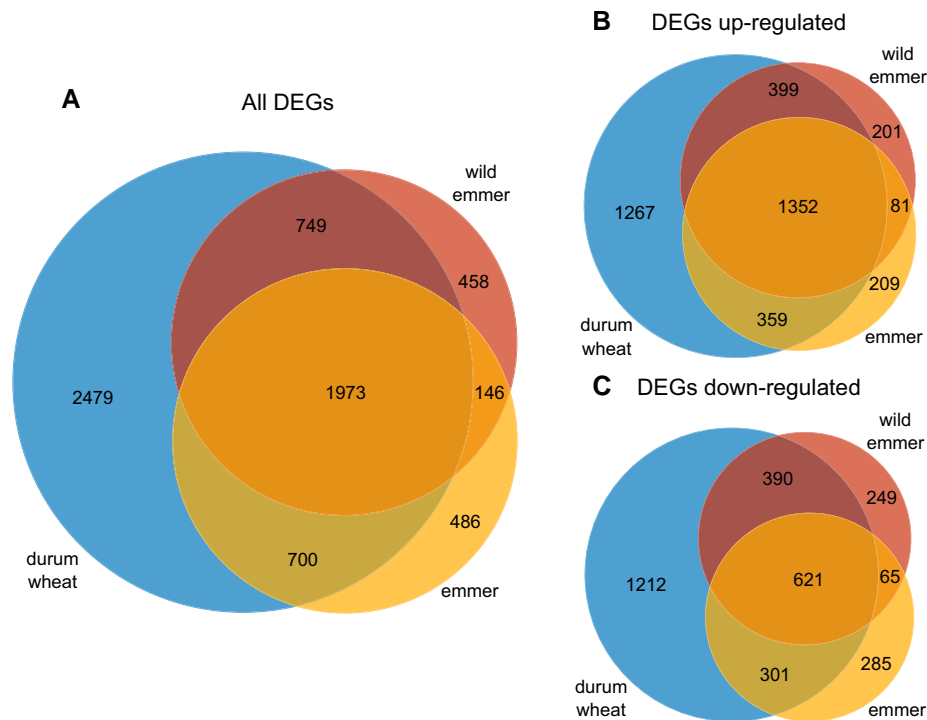 A
All DEGs
wild
emmer
749
458
2479
1973
146
486
700
durum
wheat
emmer
B
DEGs up-regulated
wild
emmer
399
201
1267
1352
81
209
359
durum
wheat
emmer
C
DEGs down-regulated
wild
emmer
390
249
1212
621
65
301
285
durum
wheat
emmer